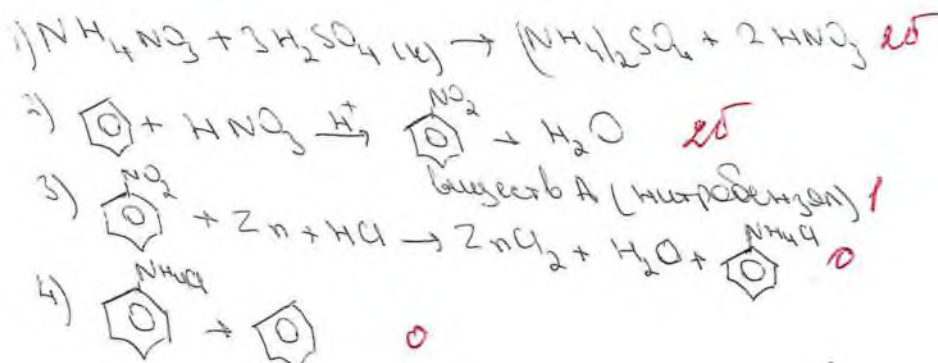 1) NH4NO3 + 3H2SO4 (к) → (NH4)2SO4 + 2HNO3 2б
2) + HNO3 H+ → NO2 + H2O 2б
веществ А (нитробензол) 1
3) NO2 + Zn + HCl → ZnCl2 + H2O + NH4Cl 0
4) NH4Cl → 0